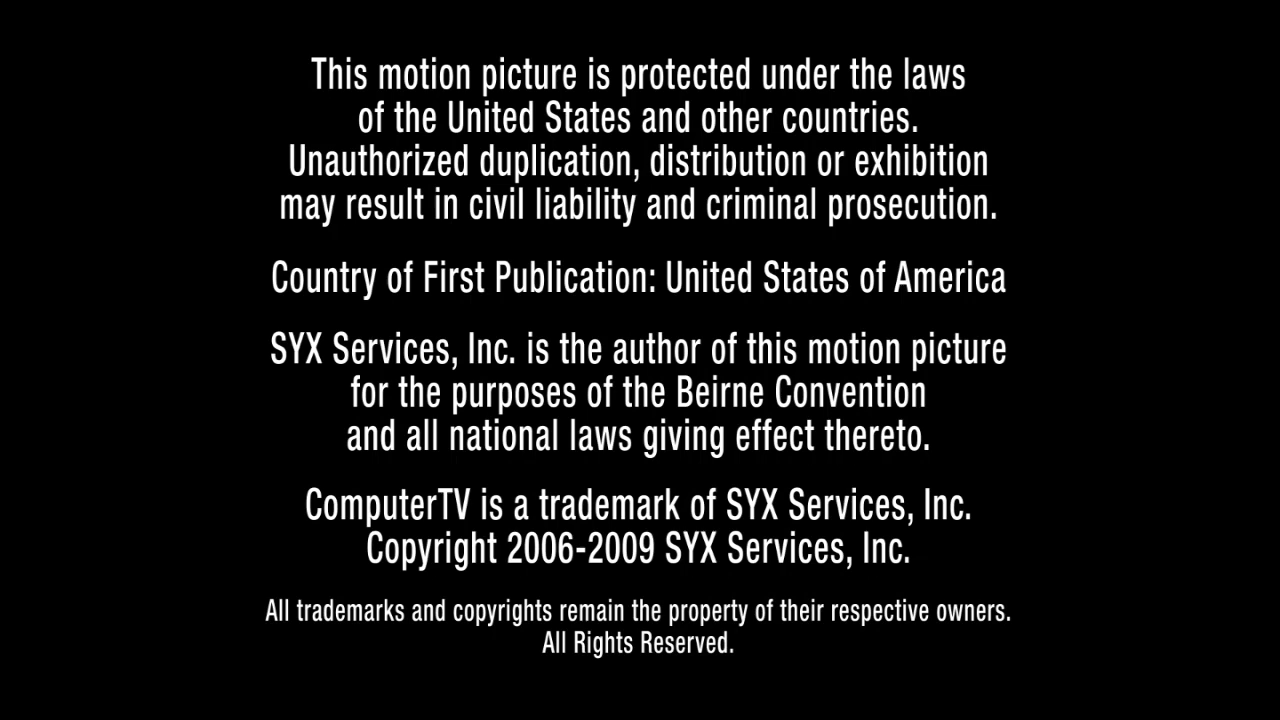 This motion picture is protected under the laws
of the United States and other countries.
Unauthorized duplication, distribution or exhibition
may result in civil liability and criminal prosecution.
Country of First Publication: United States of America
SYX Services, Inc. is the author of this motion picture
for the purposes of the Beirne Convention
and all national laws giving effect thereto.
ComputerTV is a trademark of SYX Services, Inc.
Copyright 2006-2009 SYX Services, Inc.
All trademarks and copyrights remain the property of their respective owners.
All Rights Reserved.